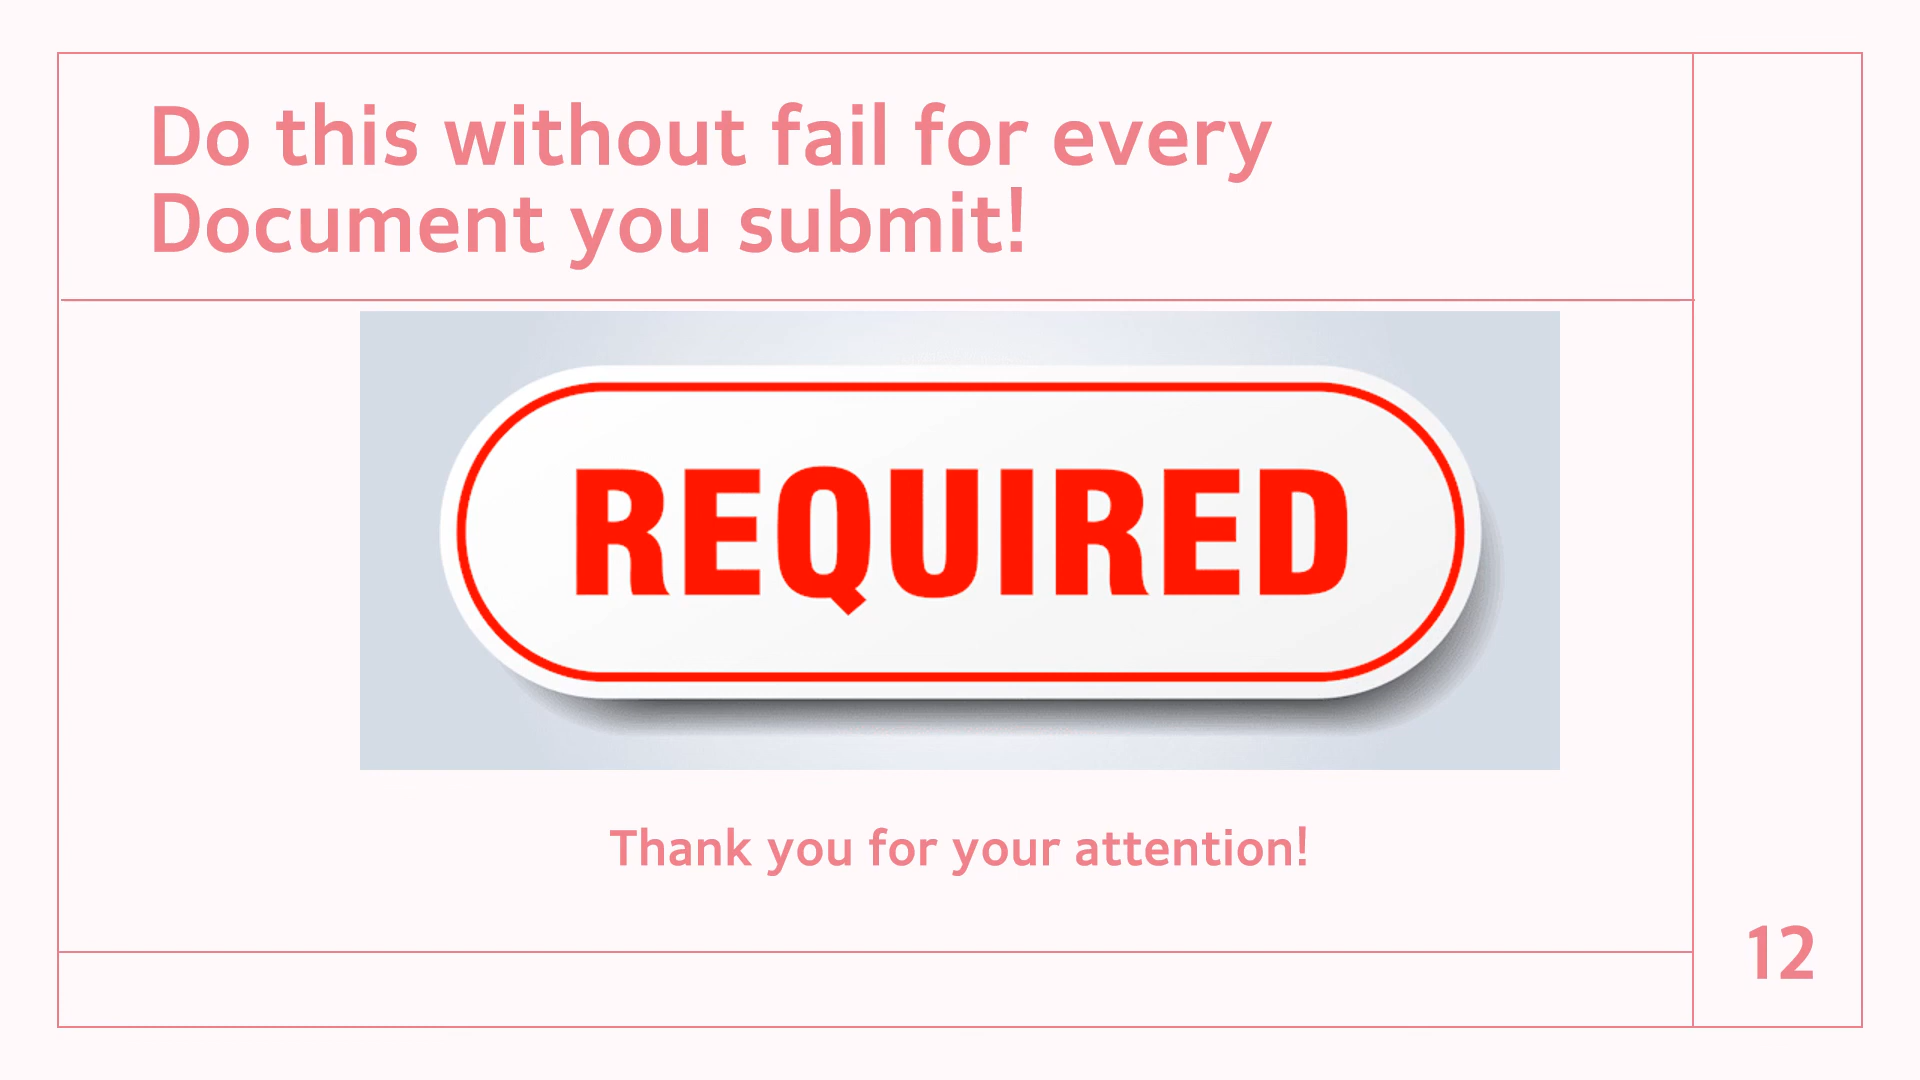 Do this without fail for every
Document you submit!
REQUIRED
Thank you for your attention!
12